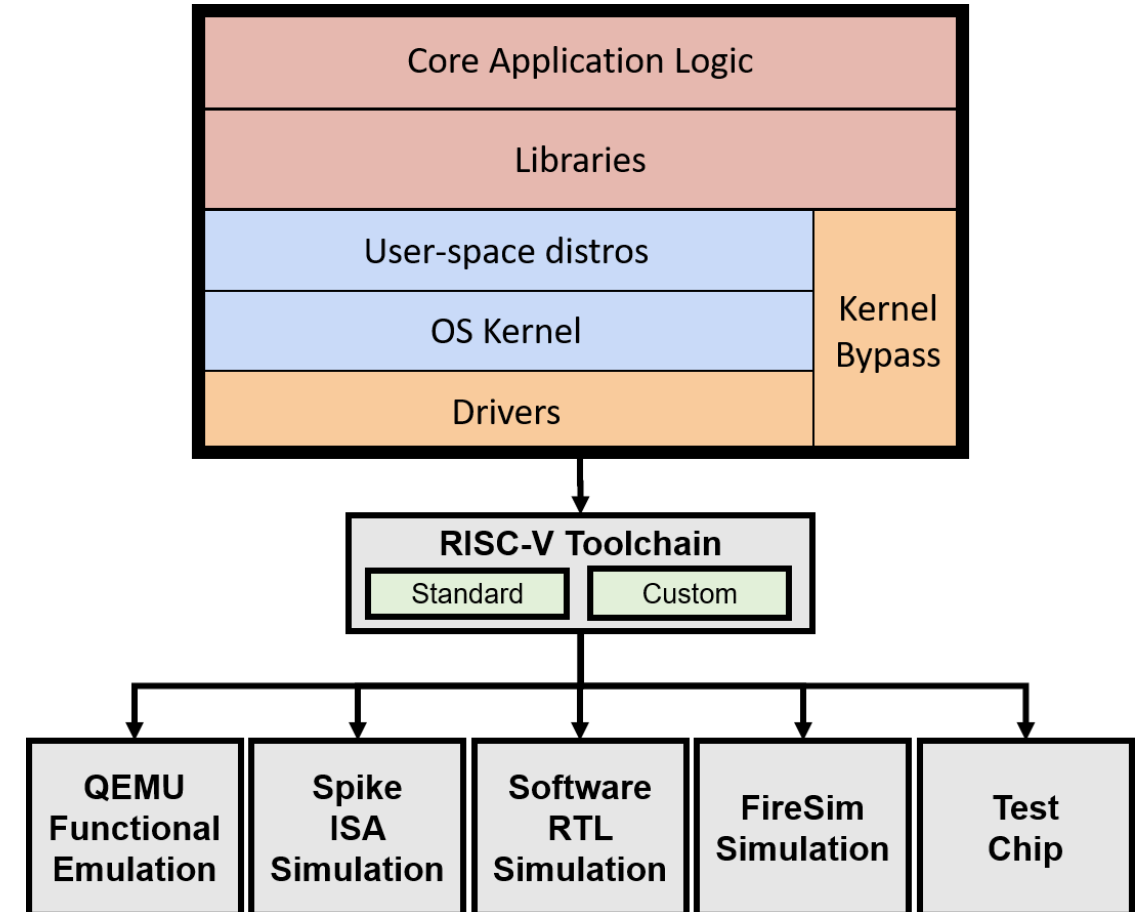 Core Application Logic
Libraries
User-space distros
OS Kernel
Drivers
Kernel
Bypass
RISC-V Toolchain
Standard
Custom
QEMU
Functional
Emulation
Spike
ISA
Simulation
Software
RTL
Simulation
FireSim
Simulation
Test
Chip